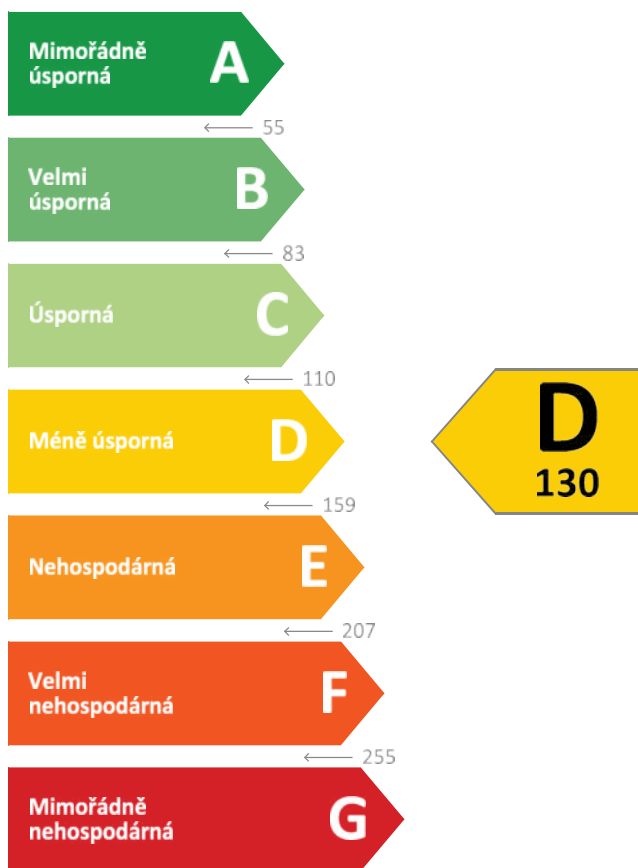 Mimořádně
úsporná
A
55
Velmi
úsporná
B
83
Úsporná
C
110
Méně úsporná
D
D
130
159
Nehospodárná
E
207
Velmi
nehospodárná
F
255
Mimořádně
nehospodárná
G